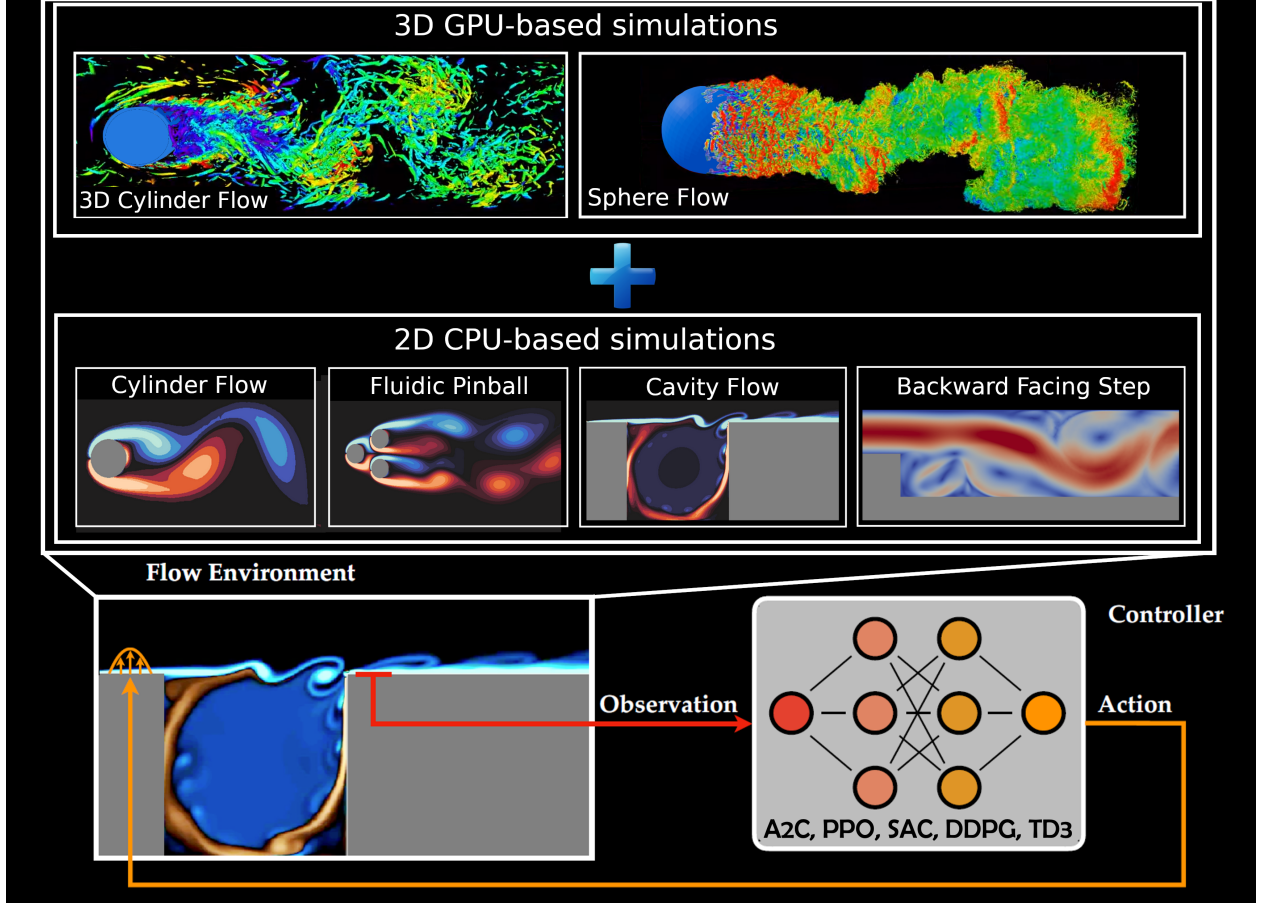 3D GPU-based simulations
3D Cylinder Flow
Sphere Flow
2D CPU-based simulations
Cylinder Flow
Fluidic Pinball
Cavity Flow
Backward Facing Step
Flow Environment
Controller
Observation
Action
A2C, PPO, SAC, DDPG, TD3